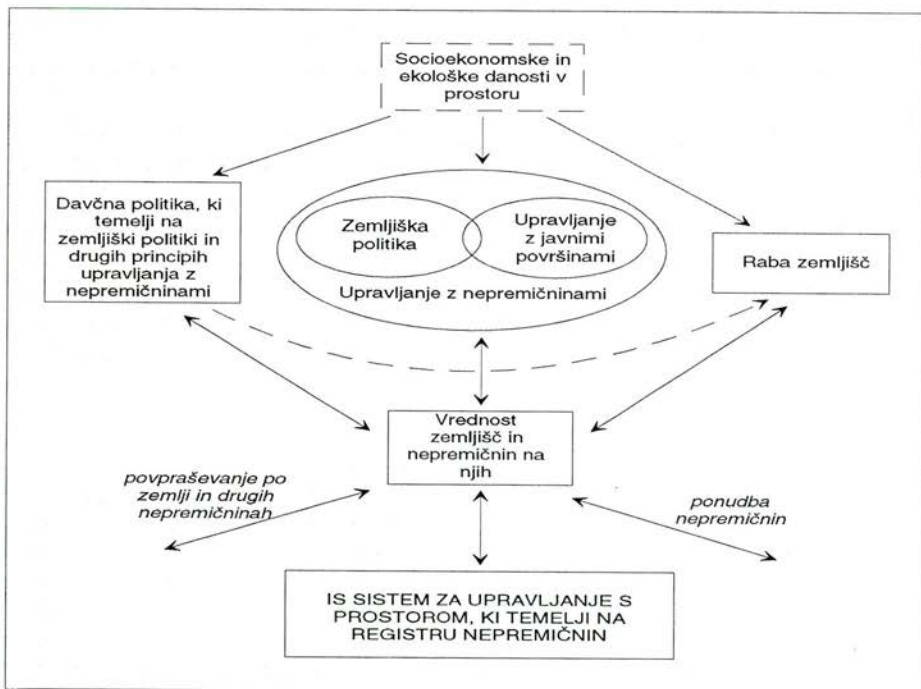 Socioekonomske in
ekološke danosti v
prostoru
Davčna politika, ki
temelji na
zemljiški politiki in
drugih principih
upravljanja z
nepremičninami
Zemljiška
politika
Upravljanje
z javnimi
površinami
Upravljanje z nepremičninami
Raba zemljišč
Vrednost
zemljišč in
nepremičnin na
njih
povpraševanje po
zemlji in drugih
nepremičninah
ponudba
nepremičnin
IS SISTEM ZA UPRAVLJANJE S
PROSTOROM, KI TEMELJI NA
REGISTRU NEPREMIČNIN